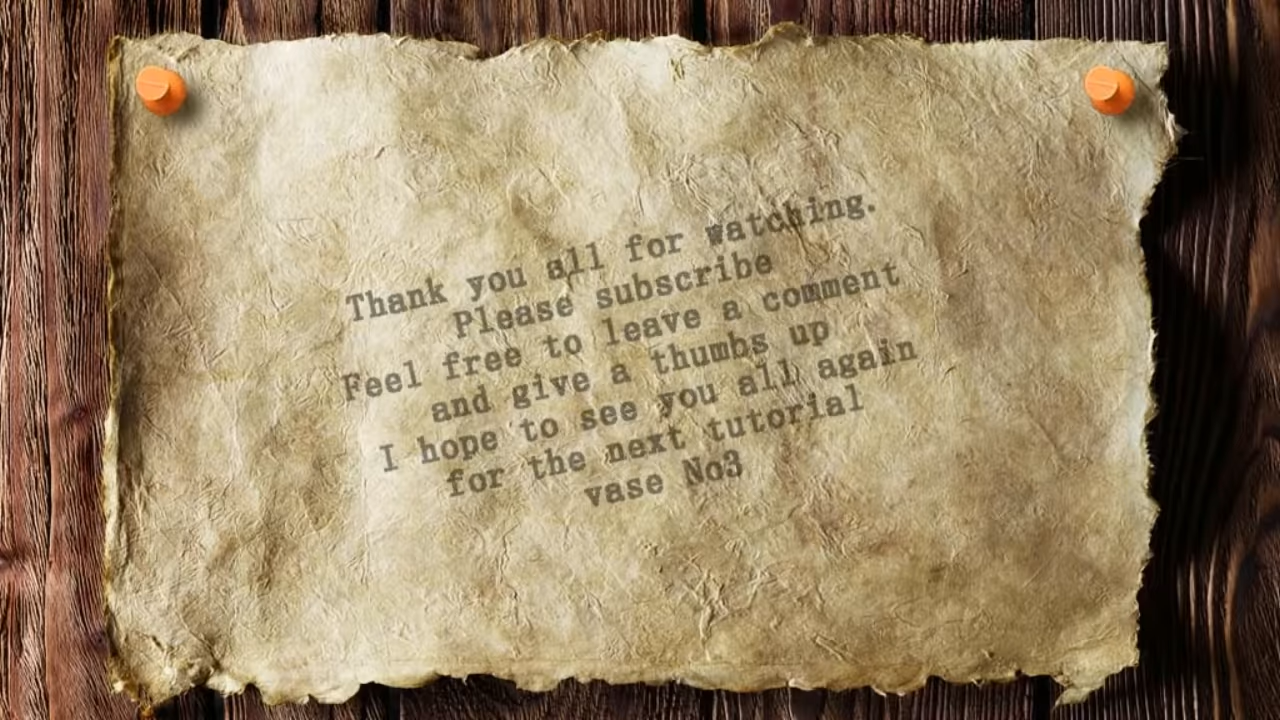 Thank you all for watching.
Please subscribe
Feel free to leave a comment
and give a thumbs up
I hope to see you all again
for the next tutorial
vase No3